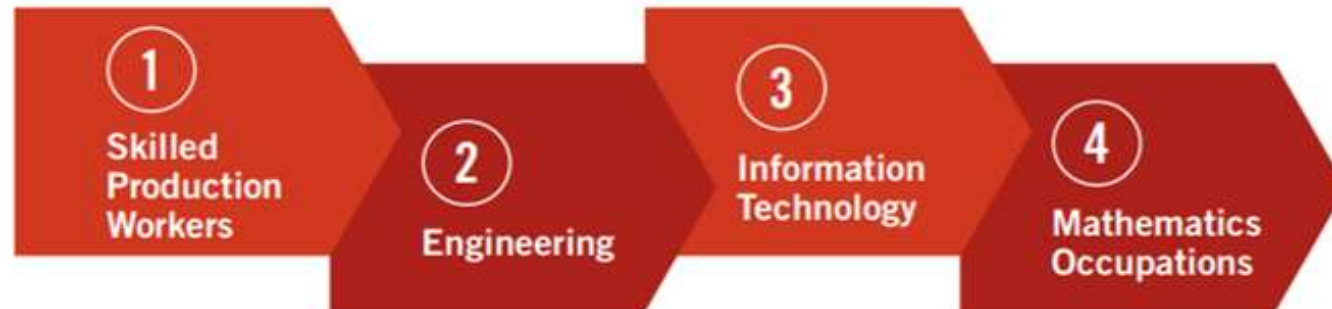 1
Skilled
Production
Workers
2
Engineering
3
Information
Technology
4
Mathematics
Occupations